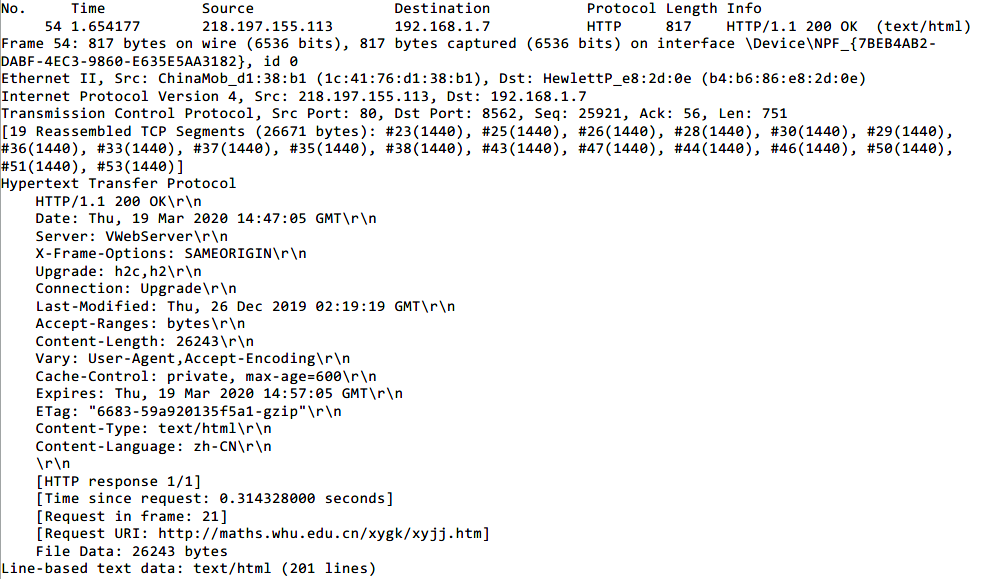 No. Time Source Destination Protocol Length Info
54 1.654177 218.197.155.113 192.168.1.7 HTTP 817 HTTP/1.1 200 OK (text/html)
Frame 54: 817 bytes on wire (6536 bits), 817 bytes captured (6536 bits) on interface \Device\NPF_{7BEB4AB2-
DABF-4EC3-9860-E635E5AA3182}, id 0
Ethernet II, Src: ChinaMob_d1:38:b1 (1c:41:76:d1:38:b1), Dst: HewlettP_e8:2d:0e (b4:b6:86:e8:2d:0e)
Internet Protocol Version 4, Src: 218.197.155.113, Dst: 192.168.1.7
Transmission Control Protocol, Src Port: 80, Dst Port: 8562, Seq: 25921, Ack: 56, Len: 751
[19 Reassembled TCP Segments (26671 bytes): #23(1440), #25(1440), #26(1440), #28(1440), #30(1440), #29(1440),
#36(1440), #33(1440), #37(1440), #35(1440), #38(1440), #43(1440), #47(1440), #44(1440), #46(1440), #50(1440),
#51(1440), #53(1440)]
Hypertext Transfer Protocol
HTTP/1.1 200 OK\r\n
Date: Thu, 19 Mar 2020 14:47:05 GMT\r\n
Server: VWebServer\r\n
X-Frame-Options: SAMEORIGIN\r\n
Upgrade: h2c,h2\r\n
Connection: Upgrade\r\n
Last-Modified: Thu, 26 Dec 2019 02:19:19 GMT\r\n
Accept-Ranges: bytes\r\n
Content-Length: 26243\r\n
Vary: User-Agent,Accept-Encoding\r\n
Cache-Control: private, max-age=600\r\n
Expires: Thu, 19 Mar 2020 14:57:05 GMT\r\n
ETag: "6683-59a920135f5a1-gzip"\r\n
Content-Type: text/html\r\n
Content-Language: zh-CN\r\n
\r\n
[HTTP response 1/1]
[Time since request: 0.314328000 seconds]
[Request in frame: 21]
[Request URI: http://maths.whu.edu.cn/xygk/xyjj.htm]
File Data: 26243 bytes
Line-based text data: text/html (201 lines)